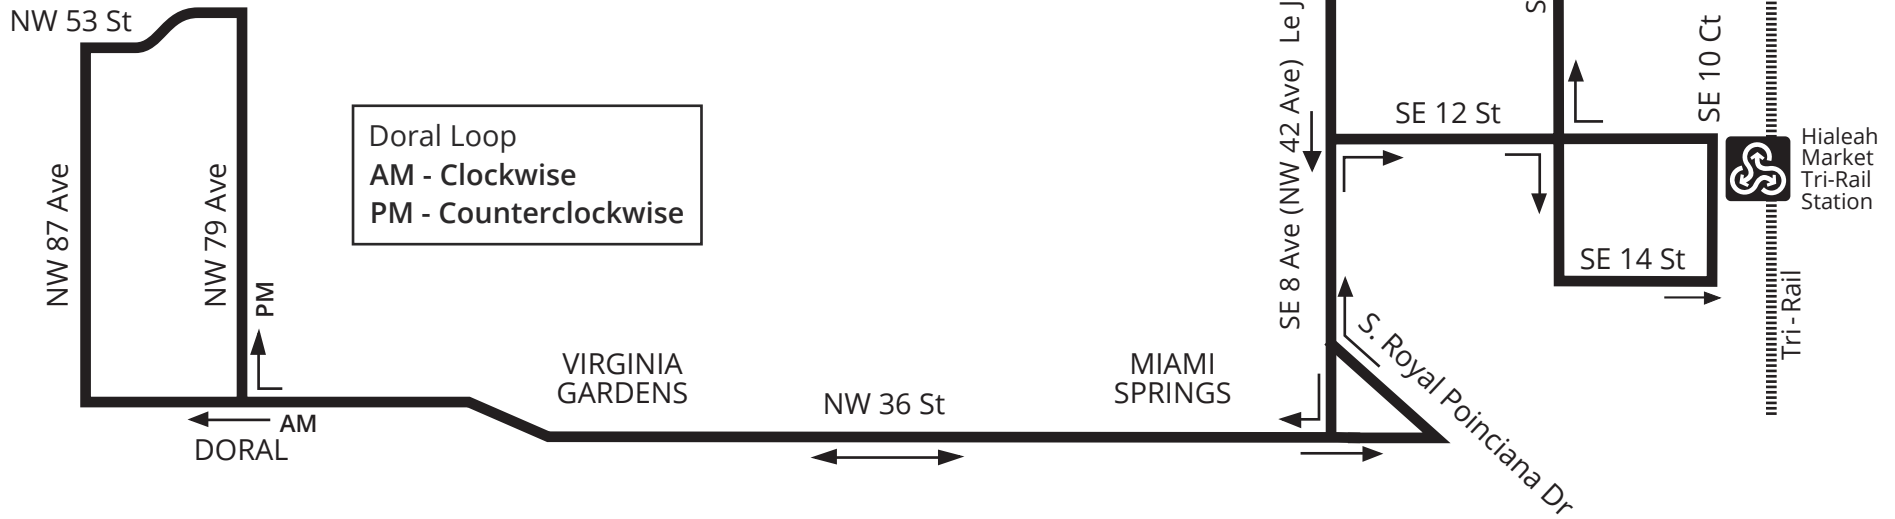 NW 53 St
NW 87 Ave
NW 79 Ave
Doral Loop
AM - Clockwise
PM - Counterclockwise
PM
AM
DORAL
VIRGINIA
GARDENS
NW 36 St
MIAMI
SPRINGS
SE 8 Ave (NW 42 Ave) Le J
SE 12 St
S
SE 10 Ct
SE 14 St
S. Royal Poinciana Dr
Hialeah
Market
Tri-Rail
Station
Tri-Rail